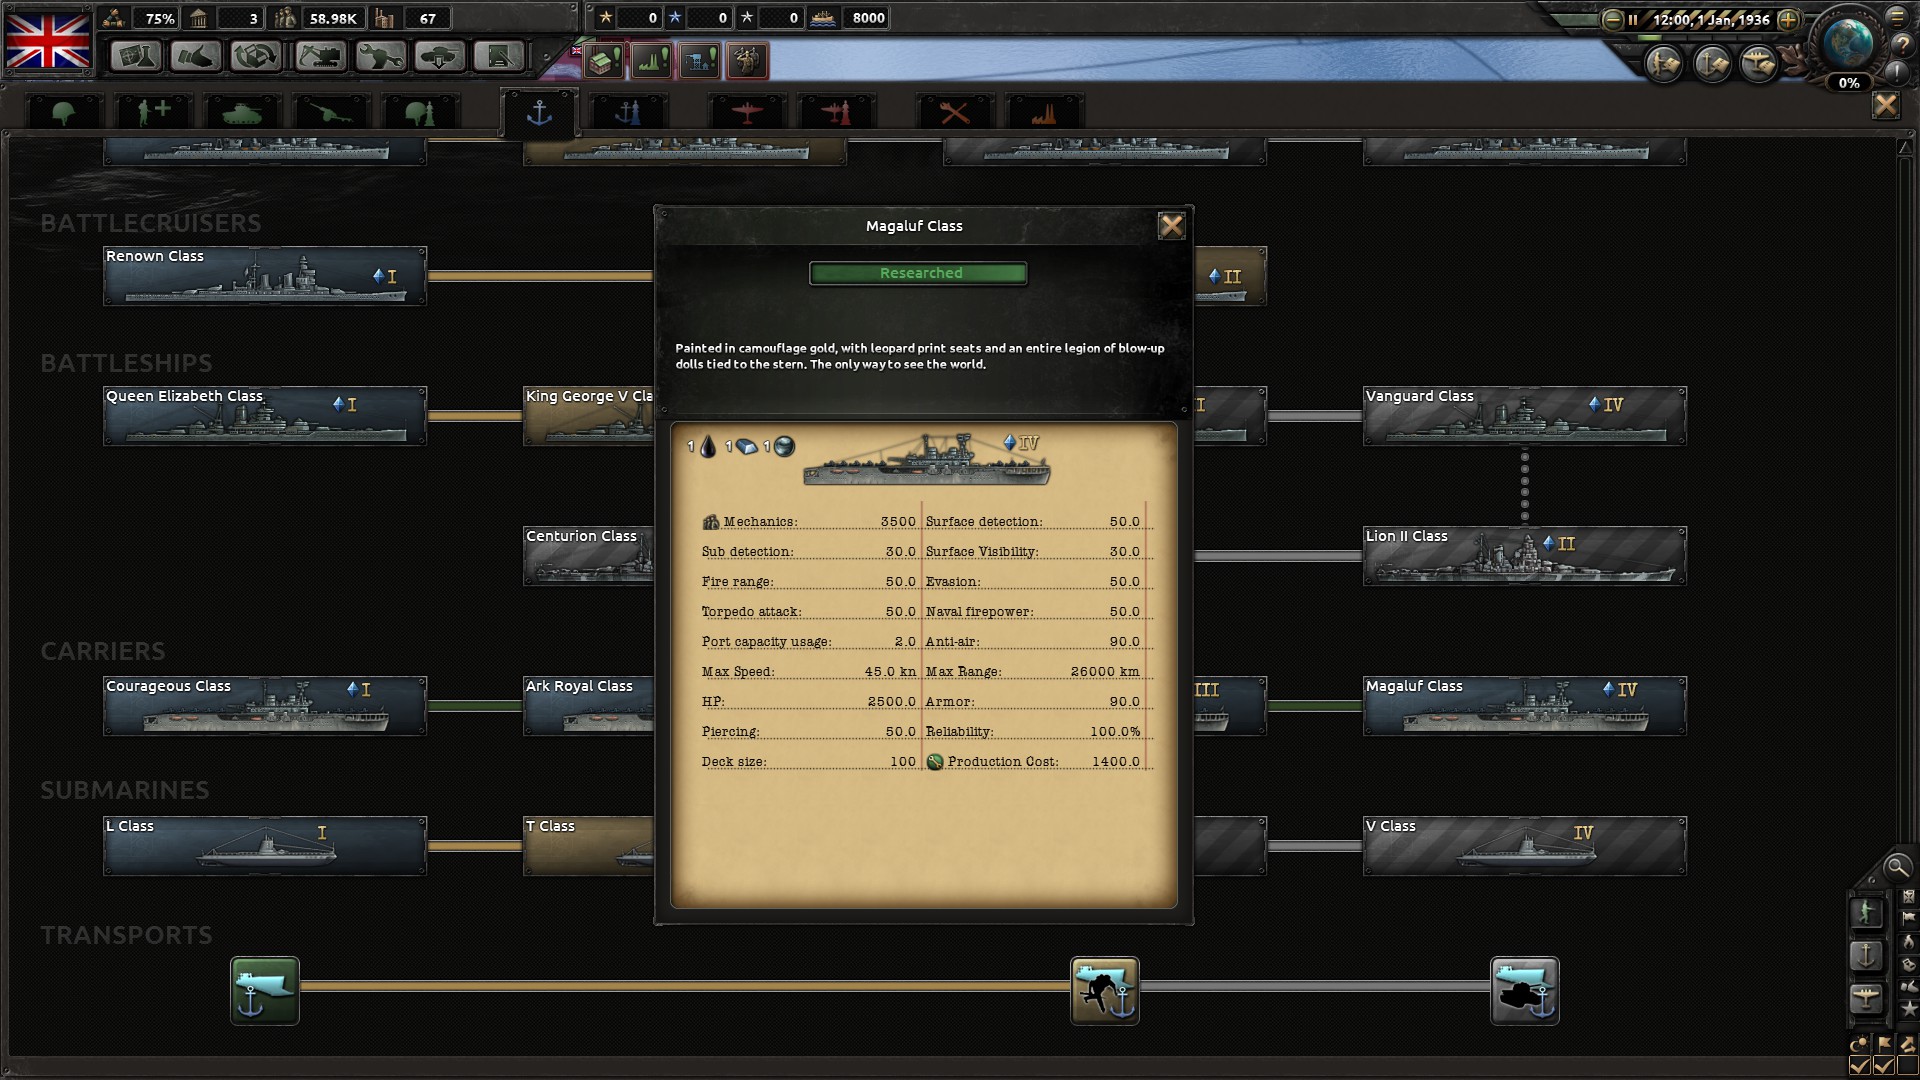 75%
3
58.98K
67
0
0
0
8000
12:00, 1 Jan, 1936
0%
BATTLECRUISERS
Renown Class
I
II
Magaluf Class
Researched
Painted in camouflage gold, with leopard print seats and an entire legion of blow-up
dolls tied to the stern. The only way to see the world.
BATTLESHIPS
Queen Elizabeth Class
I
King George V Cla
I
Vanguard Class
IV
1 1 1
IV
Mechanics: 3500 Surface detection: 50.0
Sub detection: 30.0 Surface Visibility: 30.0
Fire range: 50.0 Evasion: 50.0
Torpedo attack: 50.0 Naval firepower: 50.0
Port capacity usage: 2.0 Anti-air: 90.0
Max Speed: 45.0 kn Max Range: 26000 km
HP: 2500.0 Armor: 90.0
Piercing: 50.0 Reliability: 100.0%
Deck size: 100 Production Cost: 1400.0
Centurion Class
Lion II Class
II
CARRIERS
Courageous Class
I
Ark Royal Class
III
Magaluf Class
IV
SUBMARINES
L Class
I
T Class
V Class
IV
TRANSPORTS